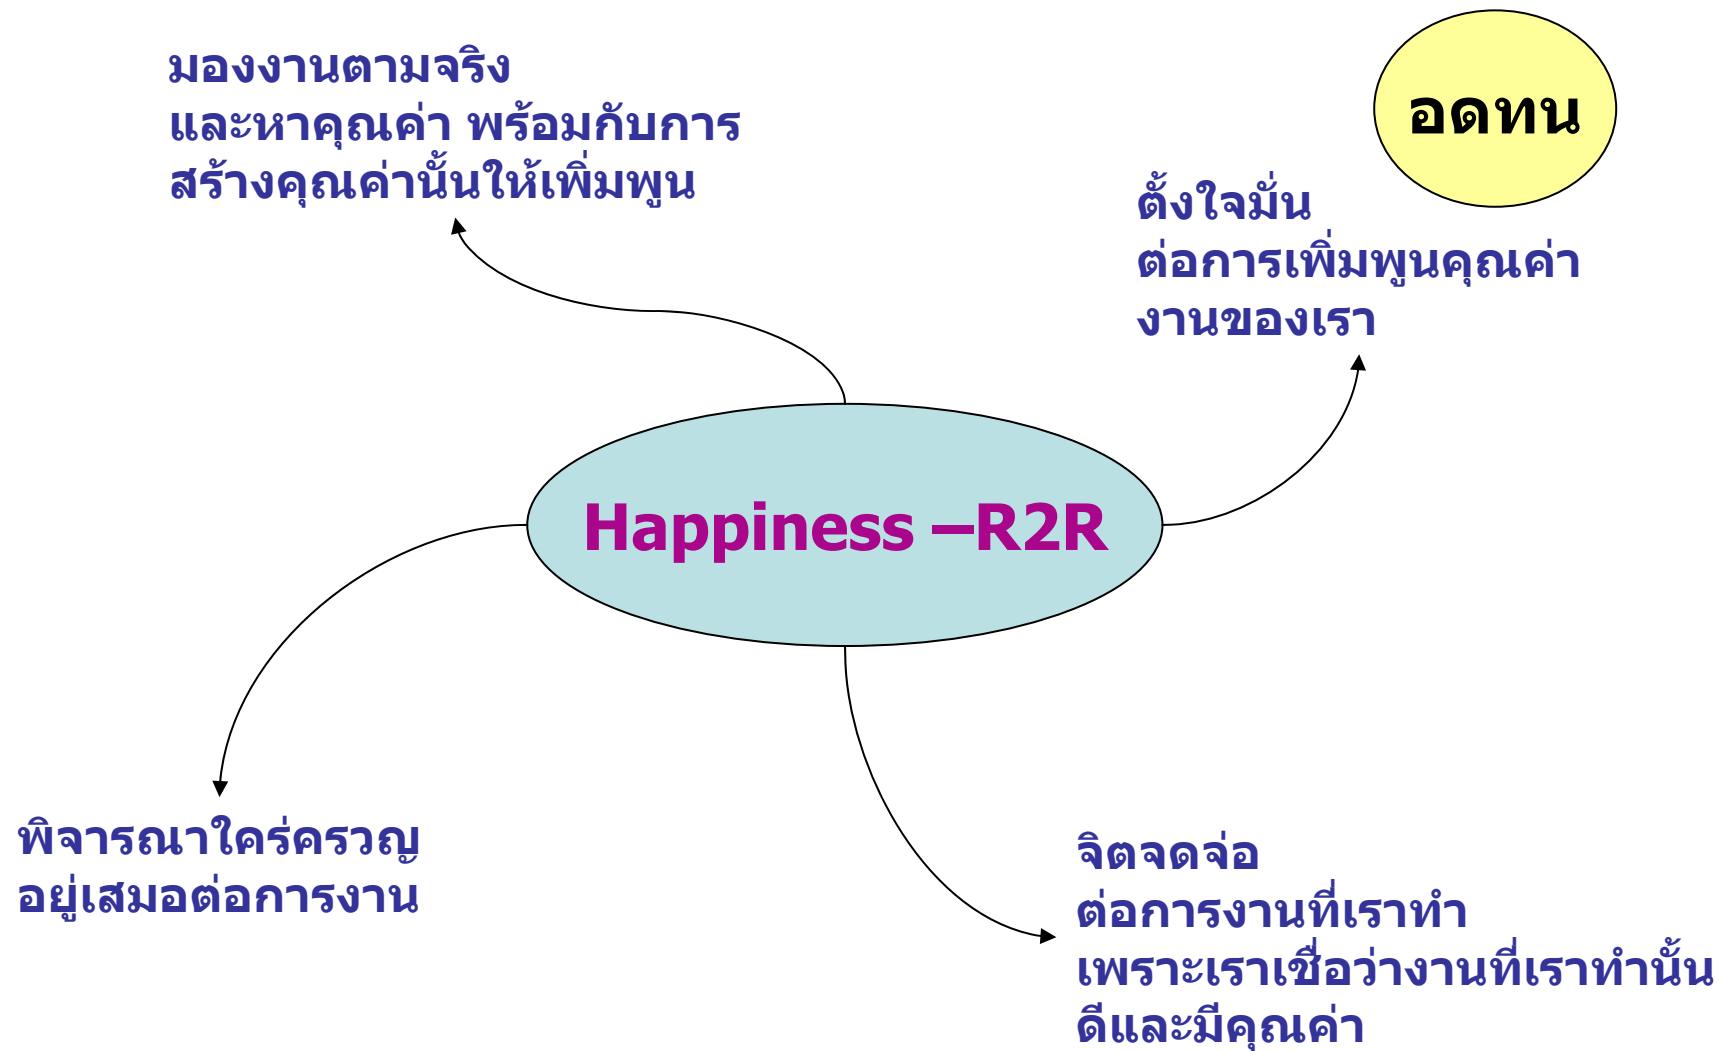 มองงานตามจริง
และหาคุณค่า พร้อมกับการ
สร้างคุณค่านั้นให้เพิ่มพูน
อดทน
ตั้งใจมั่น
ต่อการเพิ่มพูนคุณค่า
งานของเรา
Happiness –R2R
พิจารณาใคร่ครวญ
อยู่เสมอต่อการงาน
จิตจดจ่อ
ต่อการงานที่เราทำ
เพราะเราเชื่อว่างานที่เราทำนั้น
ดีและมีคุณค่า